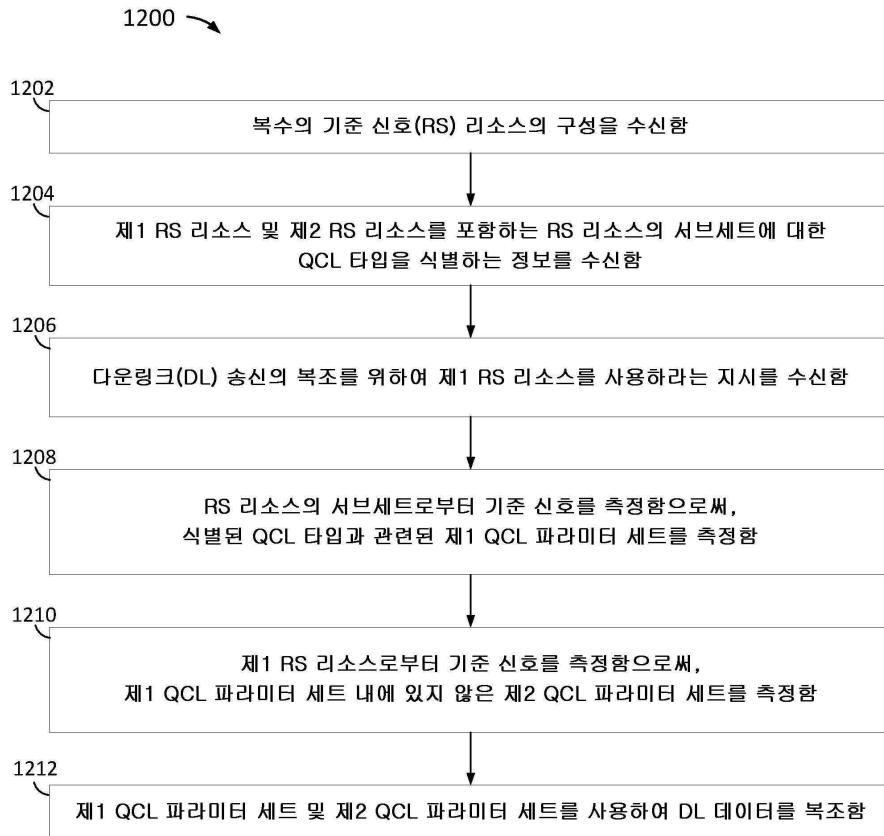 1200
1202
복수의 기준 신호(RS) 리소스의 구성을 수신함
1204
제1 RS 리소스 및 제2 RS 리소스를 포함하는 RS 리소스의 서브세트에 대한
QCL 타입을 식별하는 정보를 수신함
1206
다운링크(DL) 송신의 복조를 위하여 제1 RS 리소스를 사용하라는 지시를 수신함
1208
RS 리소스의 서브세트로부터 기준 신호를 측정함으로써,
식별된 QCL 타입과 관련된 제1 QCL 파라미터 세트를 측정함
1210
제1 RS 리소스로부터 기준 신호를 측정함으로써,
제1 QCL 파라미터 세트 내에 있지 않은 제2 QCL 파라미터 세트를 측정함
1212
제1 QCL 파라미터 세트 및 제2 QCL 파라미터 세트를 사용하여 DL 데이터를 복조함